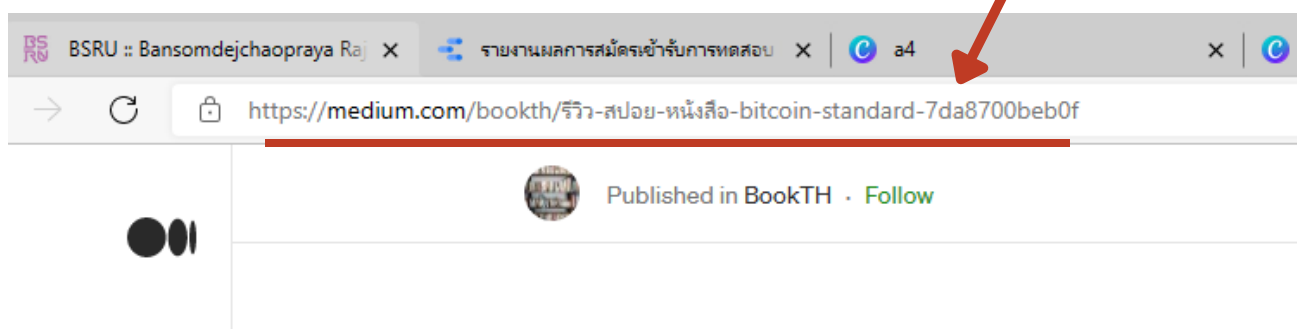 BSRU :: Bansomdejchaopraya Raj รายงานผลการสมัครเข้ารับการทดสอบ a4
https://medium.com/bookth/รีวิว-สปอย-หนังสือ-bitcoin-standard-7da8700beb0f
Published in BookTH · Follow